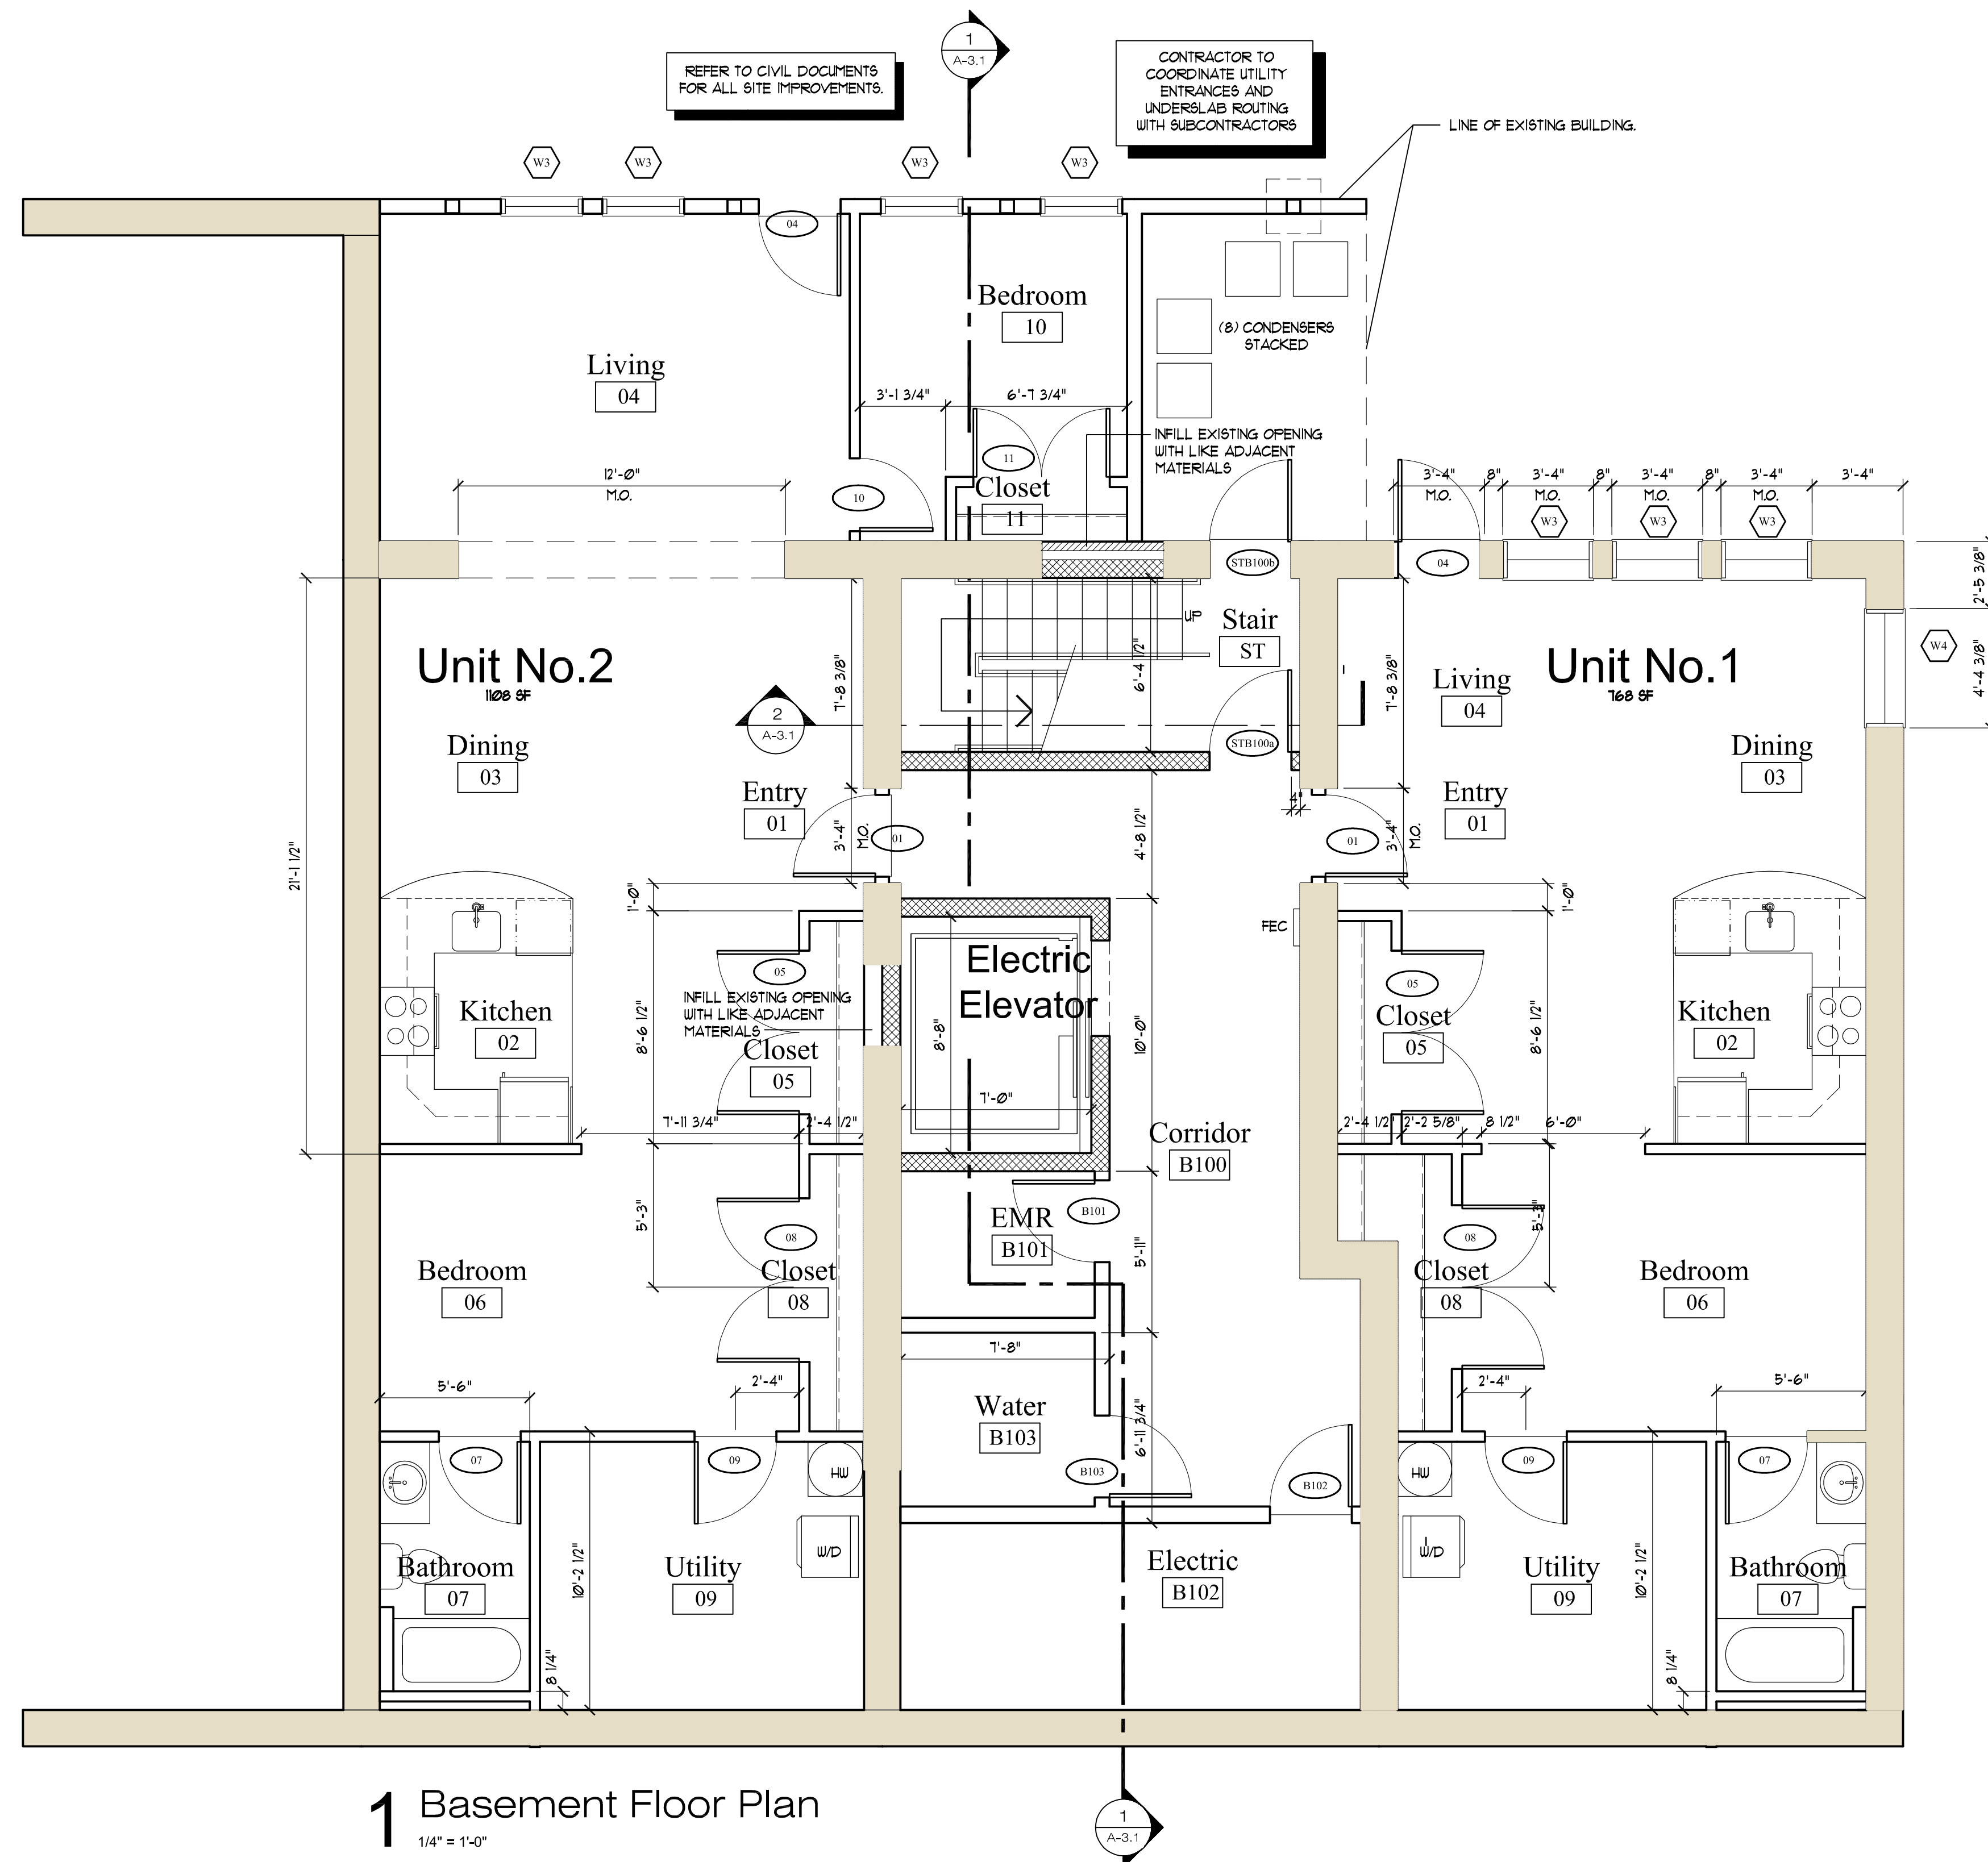 1
A-3.1
REFER TO CIVIL DOCUMENTS
FOR ALL SITE IMPROVEMENTS.
CONTRACTOR TO
COORDINATE UTILITY
ENTRANCES AND
UNDERSLAB ROUTING
WITH SUBCONTRACTORS
LINE OF EXISTING BUILDING.
W3
W3
W3
W3
04
Bedroom
10
(8) CONDENSERS
STACKED
Living
04
3'-1 3/4"
6'-7 3/4"
INFILL EXISTING OPENING
WITH LIKE ADJACENT
MATERIALS
11
Closet
11
10
12'-0"
M.O.
3'-4"
M.O.
8"
3'-4"
M.O.
8"
3'-4"
M.O.
8"
3'-4"
M.O.
3'-4"
W3
W3
W3
STB100b
04
2'-5 3/8"
UP
Stair
ST
Unit No.2
1108 SF
7'-8 3/8"
6'-4 1/2"
7'-8 3/8"
Living
04
Unit No.1
768 SF
W4
4'-4 3/8"
2
A-3.1
STB100a
Dining
03
Dining
03
Entry
01
3'-4"
M.O.
01
4'-8 1/2"
4"
01
3'-4"
M.O.
Entry
01
21'-1 1/2"
1'-0"
1'-0"
FEC
Electric
Elevator
05
05
INFILL EXISTING OPENING
WITH LIKE ADJACENT
MATERIALS
Kitchen
02
8'-6 1/2"
Closet
05
8'-8"
10'-0"
7'-0"
Closet
05
8'-6 1/2"
Kitchen
02
7'-11 3/4"
2'-4 1/2"
2'-4 1/2"
2'-2 5/8"
8 1/2"
6'-0"
Corridor
B100
5'-3"
EMR
B101
B101
5'-11"
5'-3"
08
08
Bedroom
06
Closet
08
Closet
08
Bedroom
06
7'-8"
5'-6"
2'-4"
2'-4"
5'-6"
Water
B103
6'-11 3/4"
B103
B102
07
09
HW
HW
09
07
W/D
W/D
Bathroom
07
10'-2 1/2"
Utility
09
Electric
B102
Utility
09
10'-2 1/2"
Bathroom
07
8 1/4"
8 1/4"
1 Basement Floor Plan
1/4" = 1'-0"
1
A-3.1